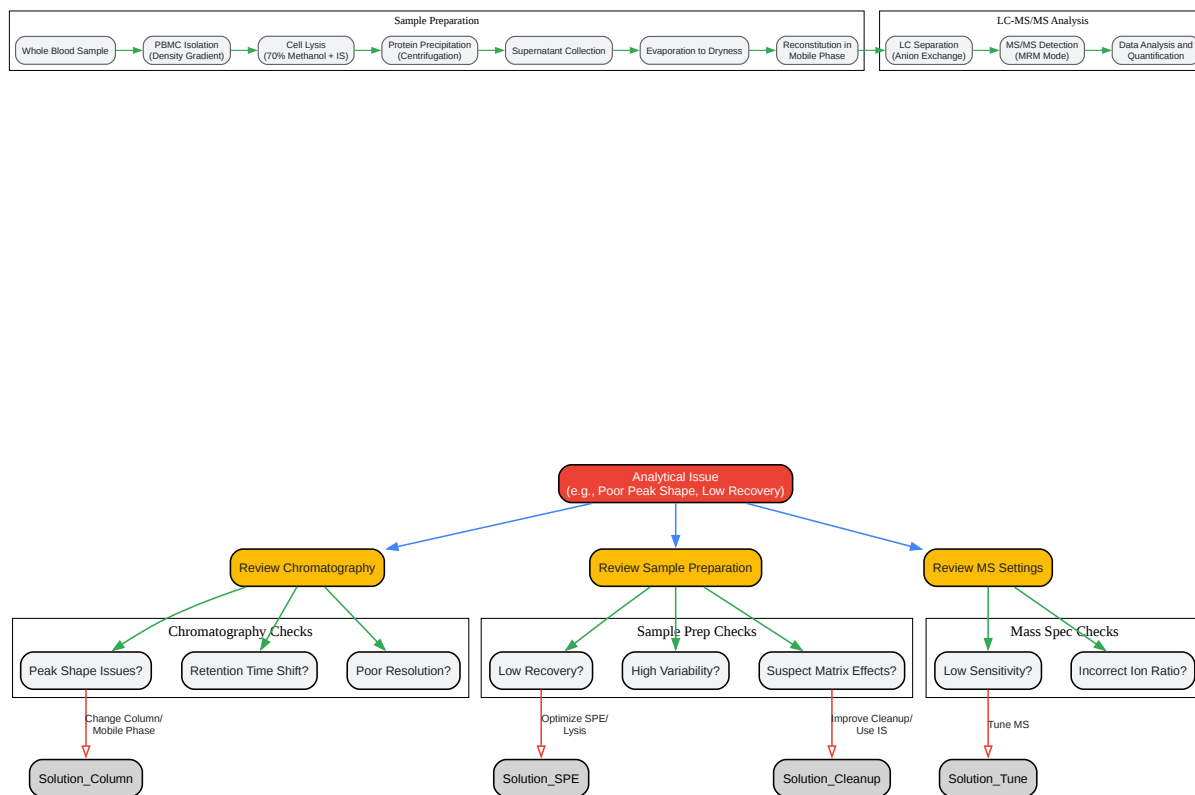 Sample Preparation
LC-MS/MS Analysis
Whole Blood Sample
PBMC Isolation
(Density Gradient)
Cell Lysis
(70% Methanol + IS)
Protein Precipitation
(Centrifugation)
Supernatant Collection
Evaporation to Dryness
Reconstitution in
Mobile Phase
LC Separation
(Anion Exchange)
MS/MS Detection
(MRM Mode)
Data Analysis and
Quantification
Analytical Issue
(e.g., Poor Peak Shape, Low Recovery)
Review Chromatography
Review Sample Preparation
Review MS Settings
Chromatography Checks
Sample Prep Checks
Mass Spec Checks
Peak Shape Issues?
Retention Time Shift?
Poor Resolution?
Low Recovery?
High Variability?
Suspect Matrix Effects?
Low Sensitivity?
Incorrect Ion Ratio?
Change Column/
Mobile Phase
Optimize SPE/
Lysis
Improve Cleanup/
Use IS
Tune MS
Solution_Column
Solution_SPE
Solution_Cleanup
Solution_Tune